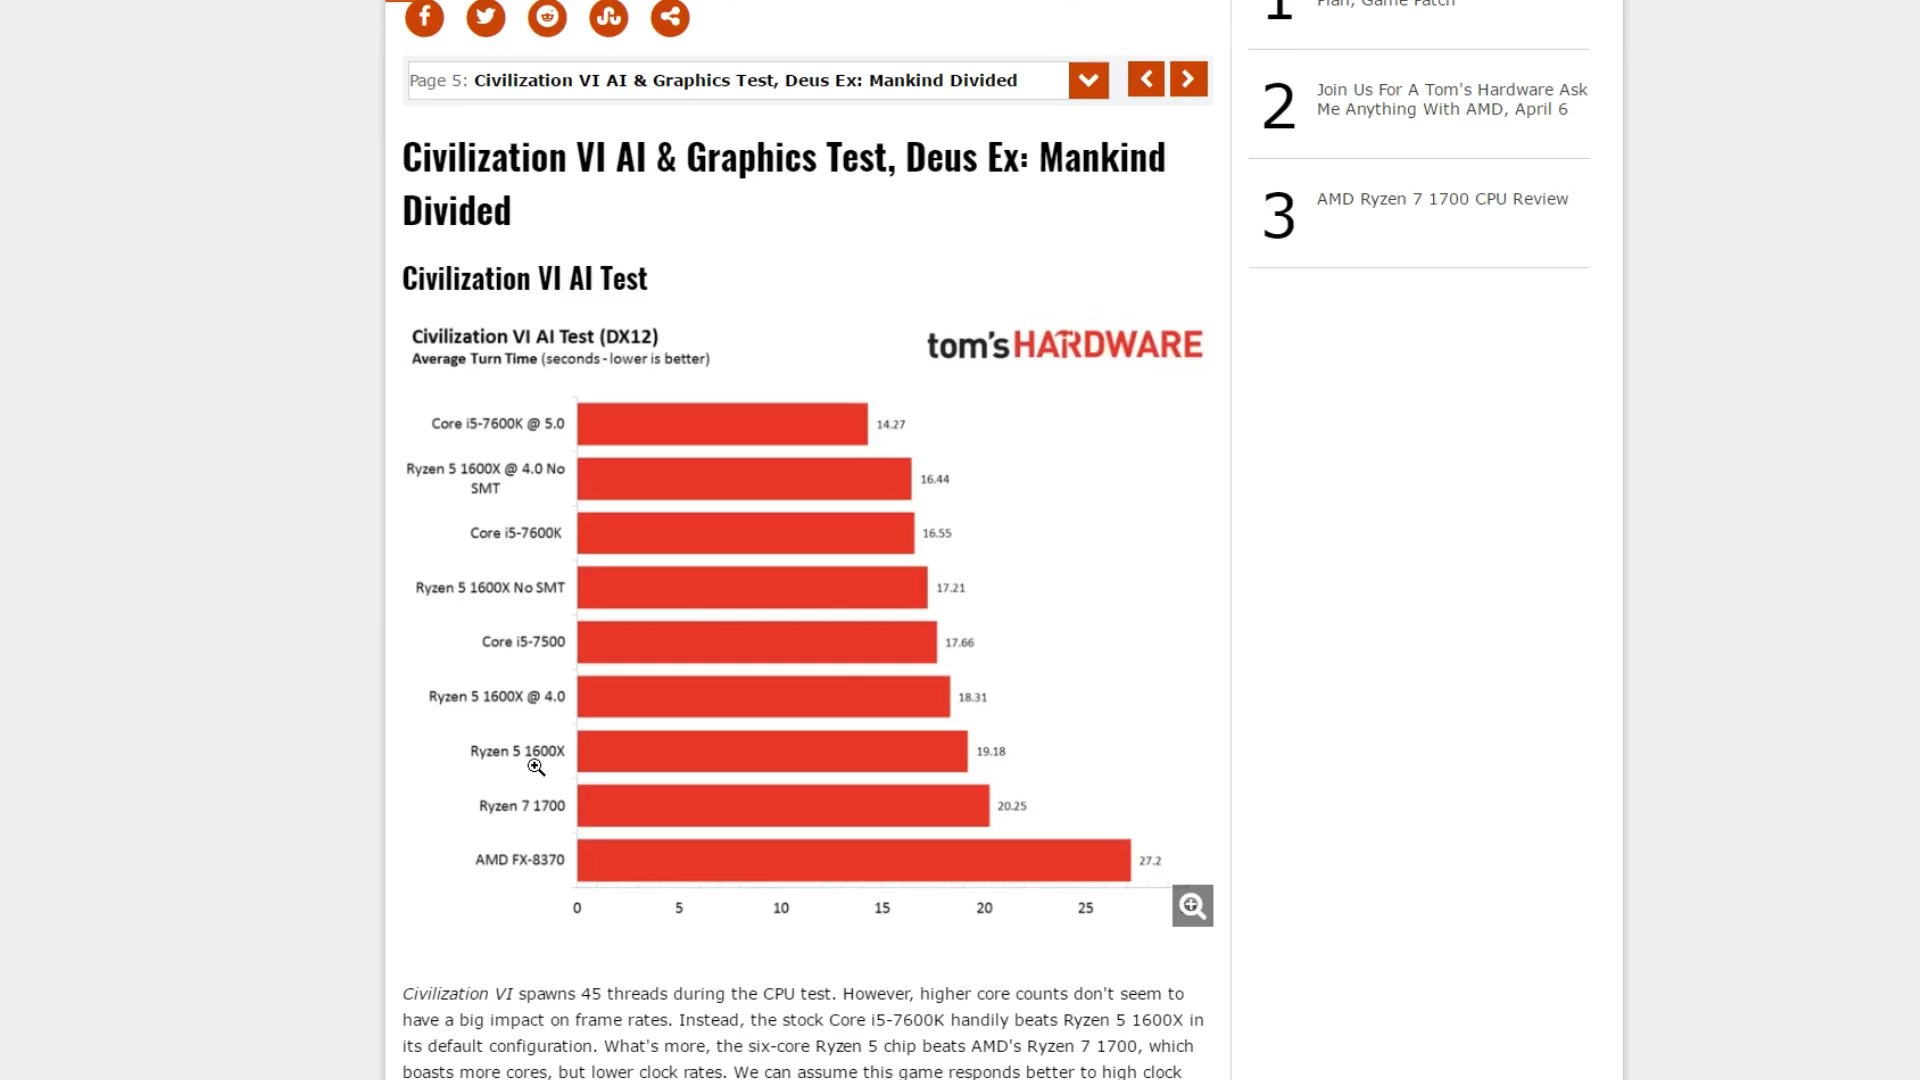 Page 5: Civilization VI AI & Graphics Test, Deus Ex: Mankind Divided
Civilization VI AI & Graphics Test, Deus Ex: Mankind
Divided
Civilization VI AI Test
Civilization VI AI Test (DX12)
Average Turn Time (seconds - lower is better)
tom's HARDWARE
Core i5-7600K @ 5.0
14.27
Ryzen 5 1600X @ 4.0 No
SMT
16.44
Core i5-7600K
16.55
Ryzen 5 1600X No SMT
17.21
Core i5-7500
17.66
Ryzen 5 1600X @ 4.0
18.31
Ryzen 5 1600X
19.18
Ryzen 7 1700
20.25
AMD FX-8370
27.2
0 5 10 15 20 25
Civilization VI spawns 45 threads during the CPU test. However, higher core counts don't seem to
have a big impact on frame rates. Instead, the stock Core i5-7600K handily beats Ryzen 5 1600X in
its default configuration. What's more, the six-core Ryzen 5 chip beats AMD's Ryzen 7 1700, which
boasts more cores, but lower clock rates. We can assume this game responds better to high clock
1
Plan, Game Patch
2
Join Us For A Tom's Hardware Ask
Me Anything With AMD, April 6
3
AMD Ryzen 7 1700 CPU Review